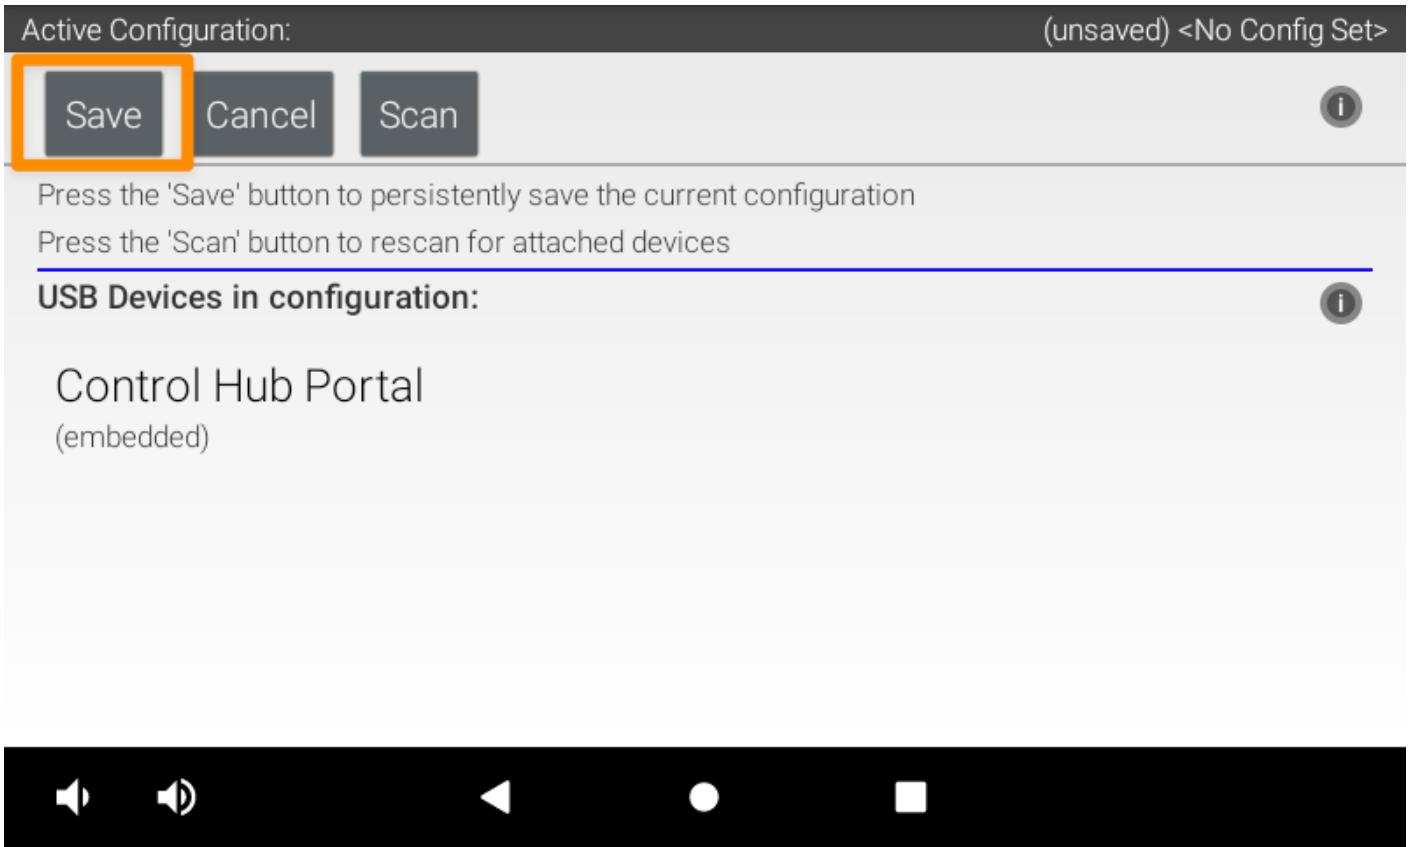 Active Configuration: (unsaved) <No Config Set>
Save Cancel Scan
Press the 'Save' button to persistently save the current configuration
Press the 'Scan' button to rescan for attached devices
USB Devices in configuration:
Control Hub Portal
(embedded)